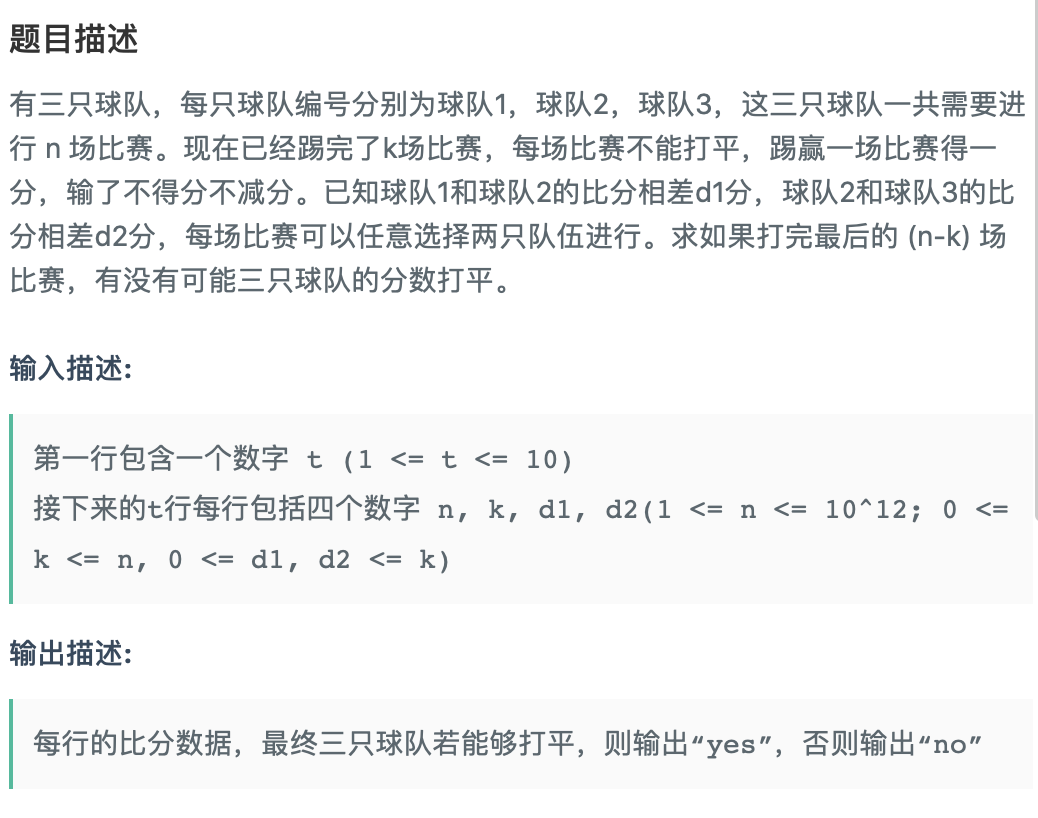 题目描述
有三只球队，每只球队编号分别为球队1，球队2，球队3，这三只球队一共需要进
行 n 场比赛。现在已经踢完了k场比赛，每场比赛不能打平，踢赢一场比赛得一
分，输了不得分不减分。已知球队1和球队2的比分相差d1分，球队2和球队3的比
分相差d2分，每场比赛可以任意选择两只队伍进行。求如果打完最后的 (n-k) 场
比赛，有没有可能三只球队的分数打平。
输入描述:
第一行包含一个数字 t (1 <= t <= 10)
接下来的t行每行包括四个数字 n, k, d1, d2(1 <= n <= 10^12; 0 <=
k <= n, 0 <= d1, d2 <= k)
输出描述:
每行的比分数据，最终三只球队若能够打平，则输出“yes”，否则输出“no”